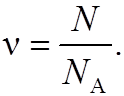 ν = N / N_A.